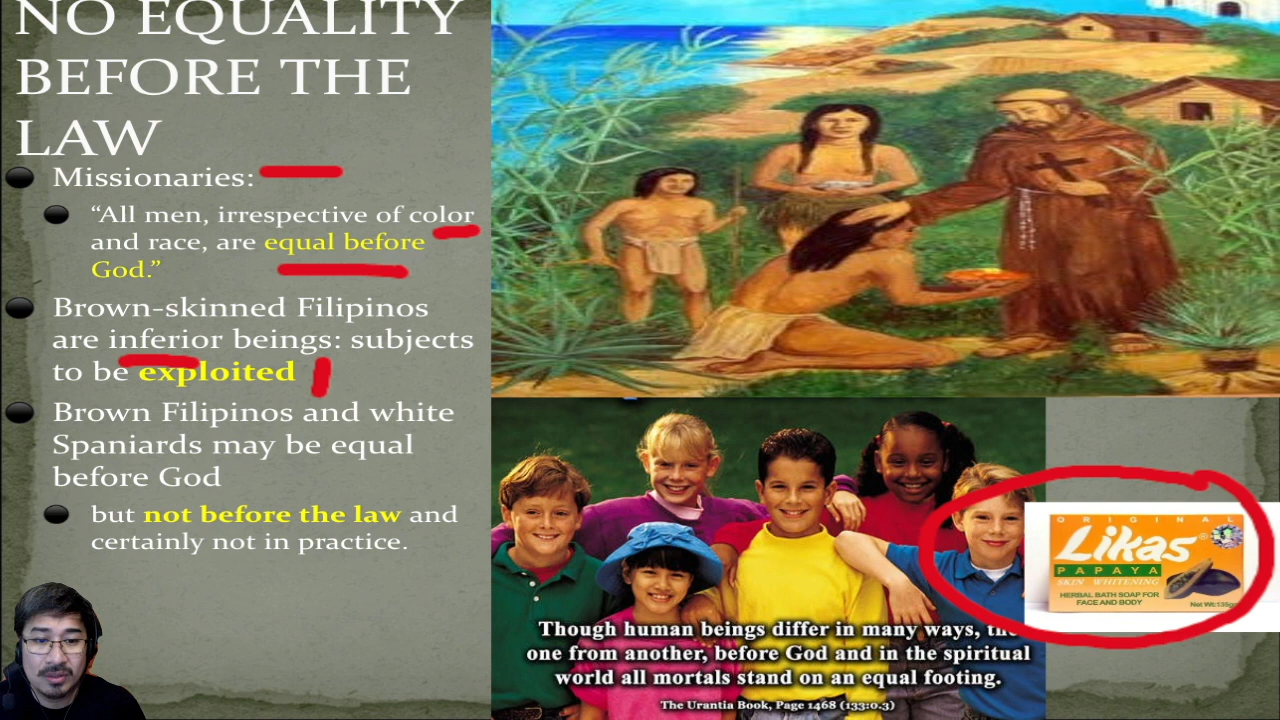 NO EQUALITY
BEFORE THE
LAW
Missionaries:
“All men, irrespective of color
and race, are equal before
God.”
Brown-skinned Filipinos
are inferior beings: subjects
to be exploited
Brown Filipinos and white
Spaniards may be equal
before God
but not before the law and
certainly not in practice.
ORIGINAL
Likas®
PAPAYA
SKIN WHITENING
HERBAL BATH SOAP FOR
FACE AND BODY
Net Wt:135g
Though human beings differ in many ways, the
one from another, before God and in the spiritual
world all mortals stand on an equal footing.
The Urantia Book, Page 1468 (133:0.3)